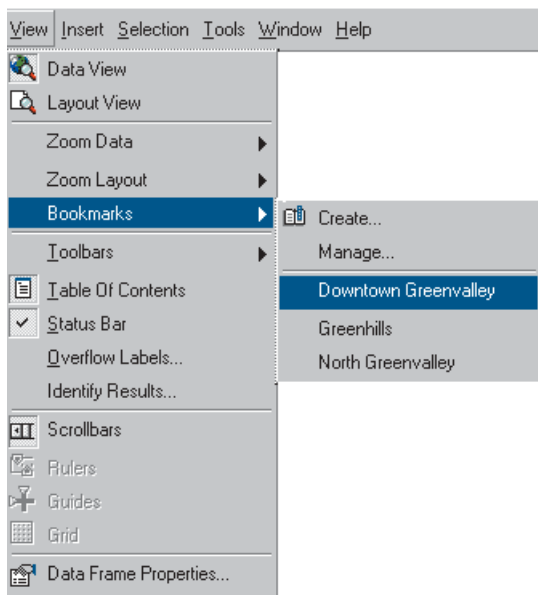 View Insert Selection Tools Window Help
Data View
Layout View
Zoom Data
Zoom Layout
Bookmarks
Create...
Manage...
Downtown Greenvalley
Greenhills
North Greenvalley
Toolbars
Table Of Contents
Status Bar
Overflow Labels...
Identify Results...
Scrollbars
Rulers
Guides
Grid
Data Frame Properties...